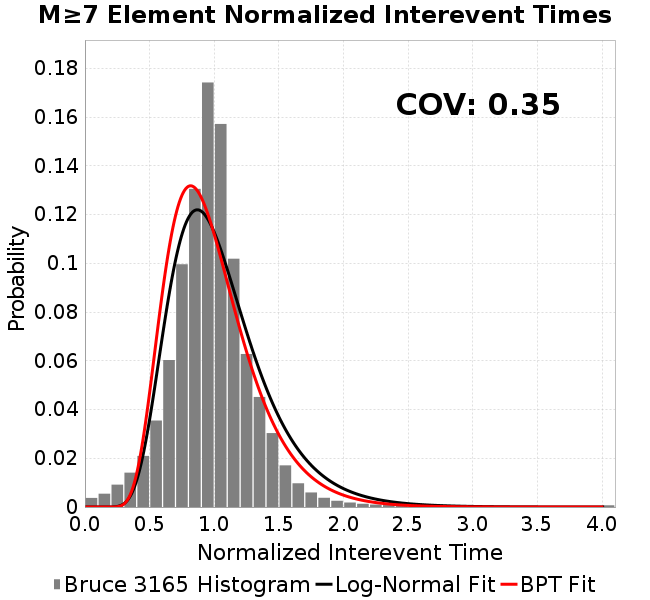 M≥7 Element Normalized Interevent Times
COV: 0.35
Probability
0.18
0.16
0.14
0.12
0.1
0.08
0.06
0.04
0.02
0
0.0 0.5 1.0 1.5 2.0 2.5 3.0 3.5 4.0
Normalized Interevent Time
Bruce 3165 Histogram Log-Normal Fit BPT Fit